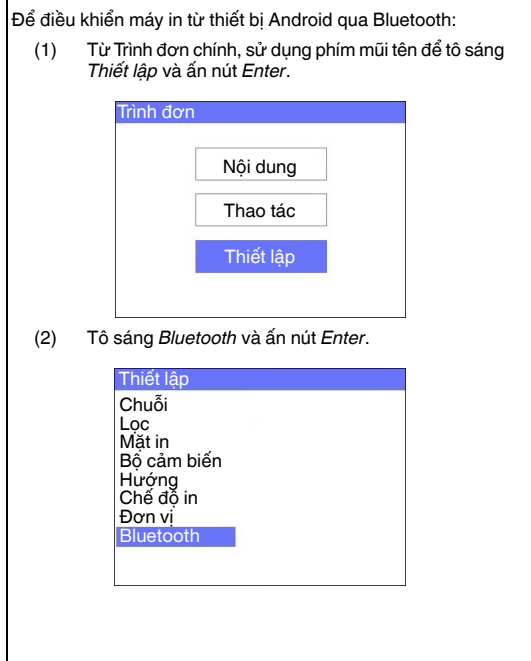 Để điều khiển máy in từ thiết bị Android qua Bluetooth:
(1) Từ Trình đơn chính, sử dụng phím mũi tên để tô sáng
Thiết lập và ấn nút Enter.
Trình đơn
Nội dung
Thao tác
Thiết lập
(2) Tô sáng Bluetooth và ấn nút Enter.
Thiết lập
Chuỗi
Lọc
Mặt in
Bộ cảm biến
Hướng
Chế độ in
Đơn vị
Bluetooth